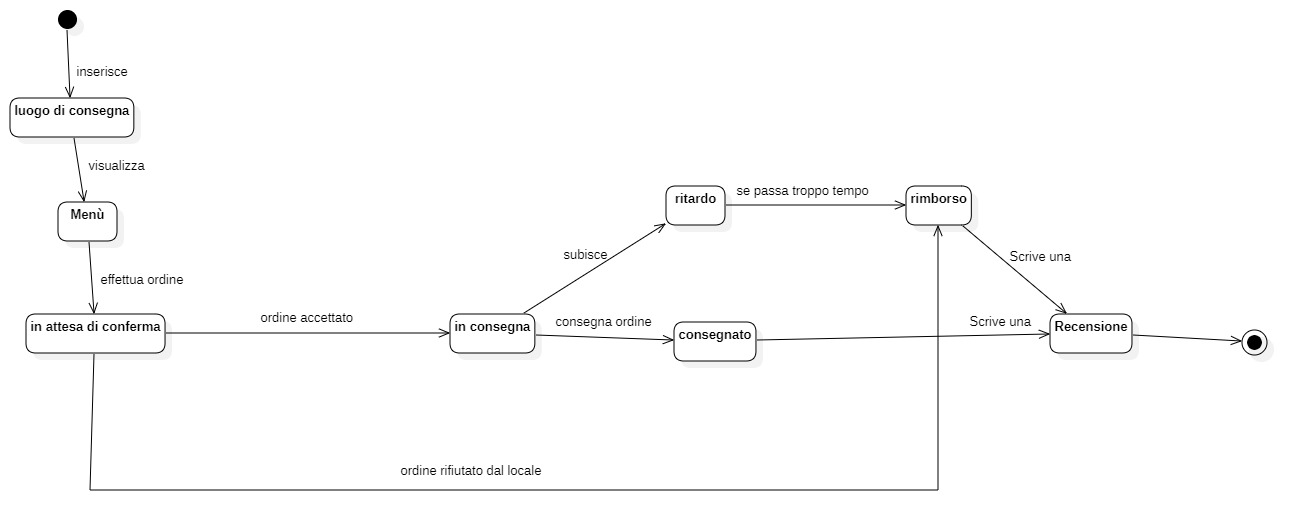 inserisce
luogo di consegna
visualizza
Menù
effettua ordine
in attesa di conferma
ordine accettato
in consegna
subisce
ritardo
se passa troppo tempo
rimborso
consegna ordine
consegnato
Scrive una
Scrive una
Recensione
ordine rifiutato dal locale